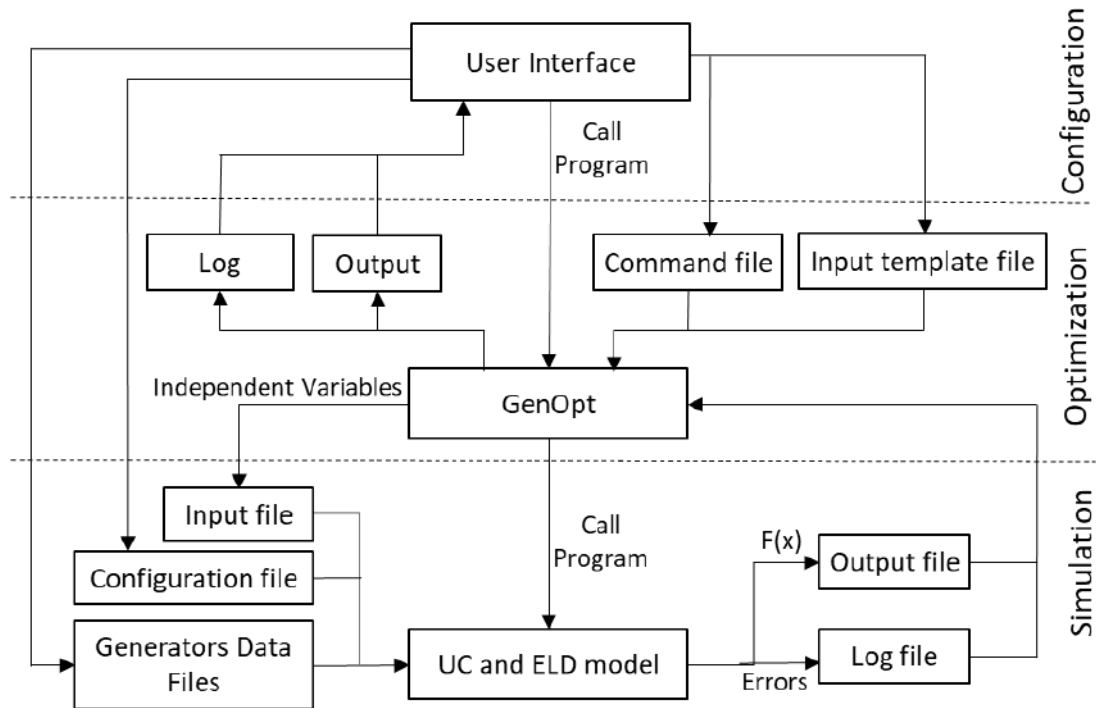 User Interface
Configuration
Call
Program
Log
Output
Command file
Input template file
Optimization
Independent Variables
GenOpt
Input file
Configuration file
Generators Data
Files
Call
Program
UC and ELD model
F(x)
Output file
Errors
Log file
Simulation